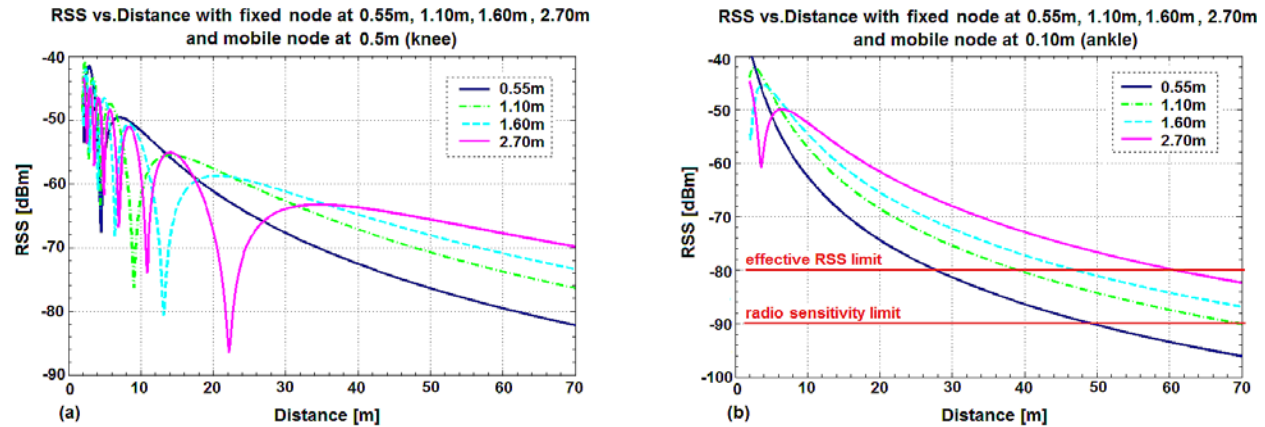 RSS vs.Distance with fixed node at 0.55m, 1.10m, 1.60m, 2.70m
and mobile node at 0.5m (knee)
-40
-50
-60
-70
-80
-90
RSS [dBm]
0.55m
1.10m
1.60m
2.70m
0 10 20 30 40 50 60 70
(a) Distance [m]
RSS vs.Distance with fixed node at 0.55m, 1.10m, 1.60m, 2.70m
and mobile node at 0.10m (ankle)
-40
-50
-60
-70
-80
-90
-100
RSS [dBm]
0.55m
1.10m
1.60m
2.70m
effective RSS limit
radio sensitivity limit
0 10 20 30 40 50 60 70
(b) Distance [m]